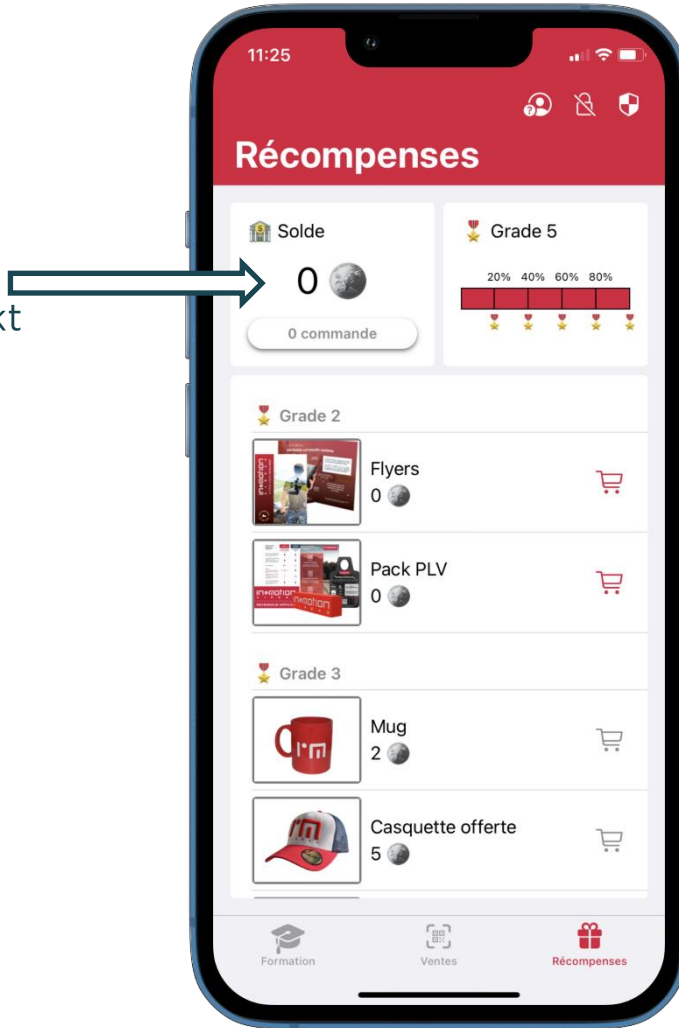 11:25
Récompenses
Solde
Grade 5
0
20% 40% 60% 80%
kt
0 commande
Grade 2
Flyers
0
Pack PLV
0
Grade 3
Mug
2
Casquette offerte
5
Formation
Ventes
Récompenses